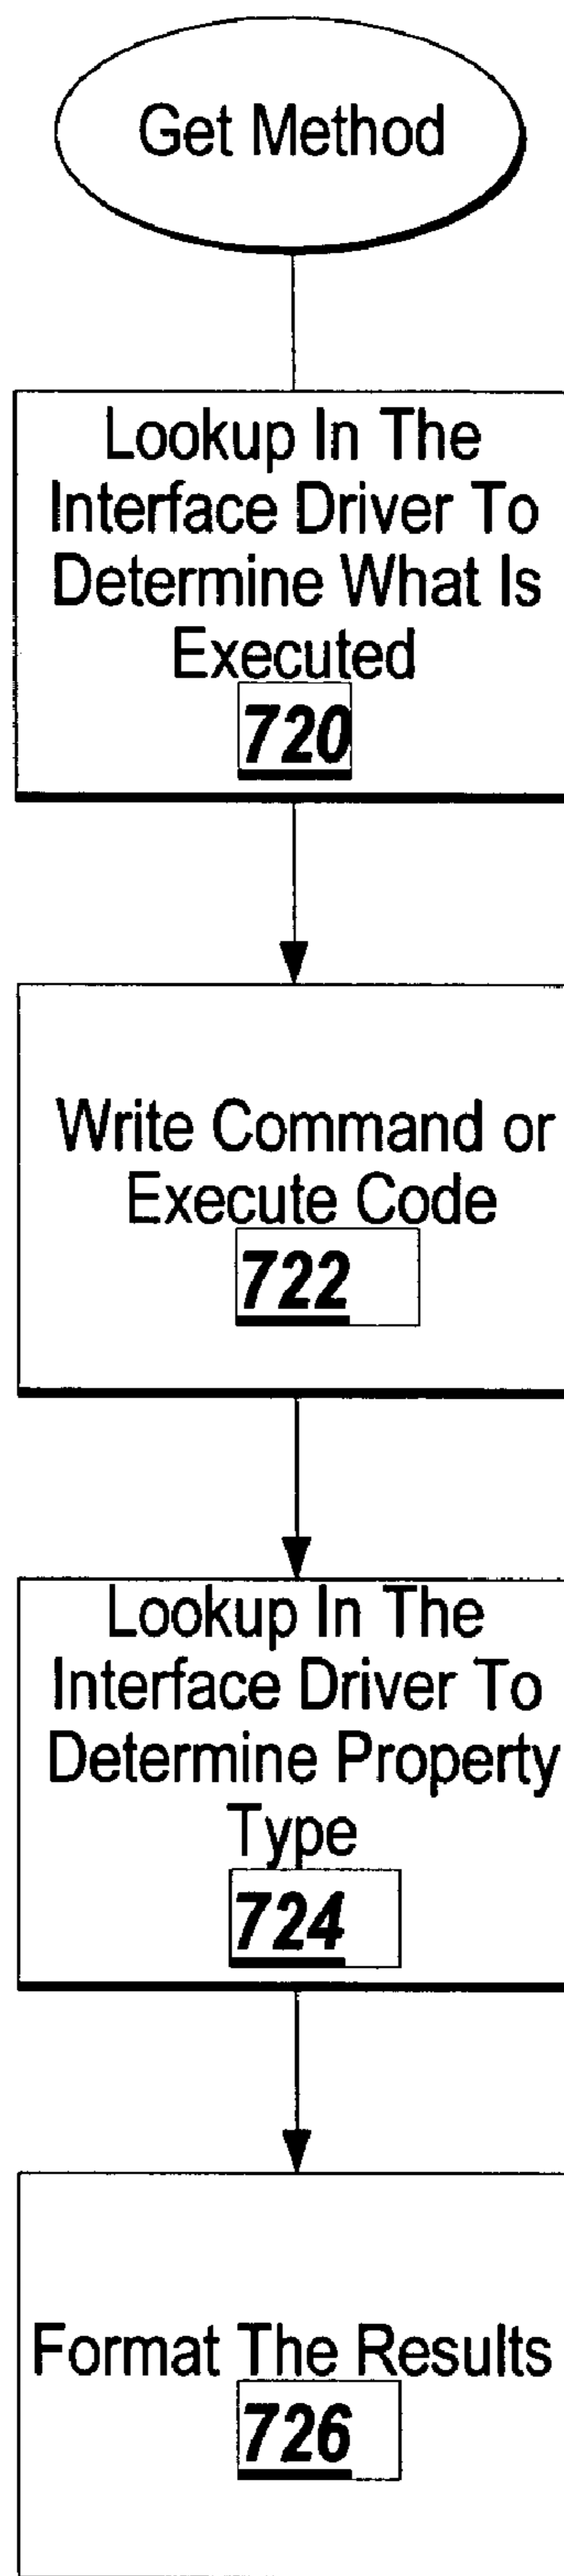 Get Method
Lookup In The
Interface Driver To
Determine What Is
Executed
720
Write Command or
Execute Code
722
Lookup In The
Interface Driver To
Determine Property
Type
724
Format The Results
726